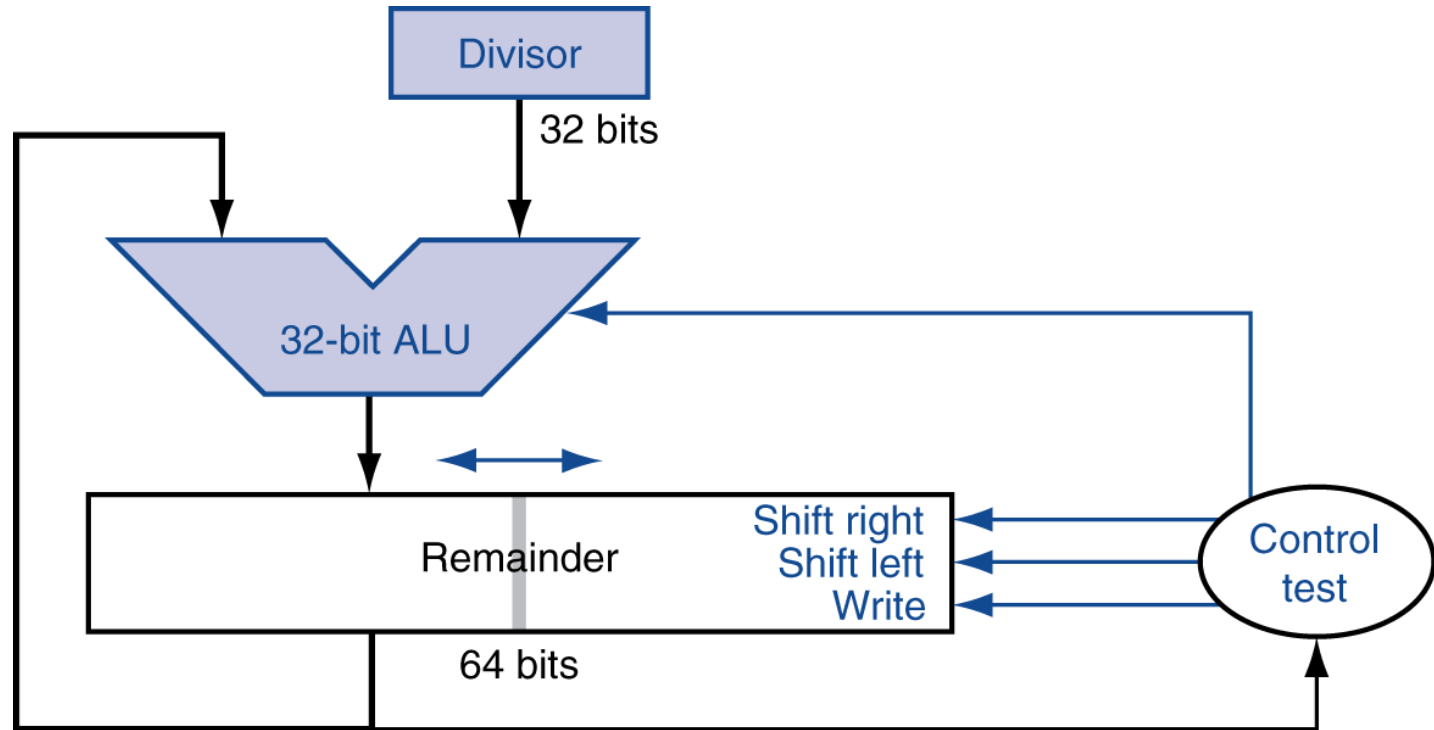 Divisor
32 bits
32-bit ALU
Remainder
Shift right
Shift left
Write
64 bits
Control
test